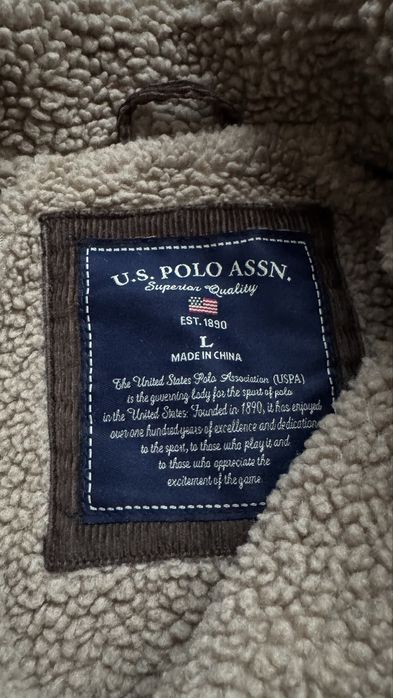 U.S. POLO ASSN.
Superior Quality
EST. 1890
L
MADE IN CHINA
The United States Polo Association (USPA)
is the governing body for the sport of polo
in the United States. Founded in 1890, it has enjoyed
over one hundred years of excellence and dedication
to the sport, to those who play it and
to those who appreciate the
excitement of the game